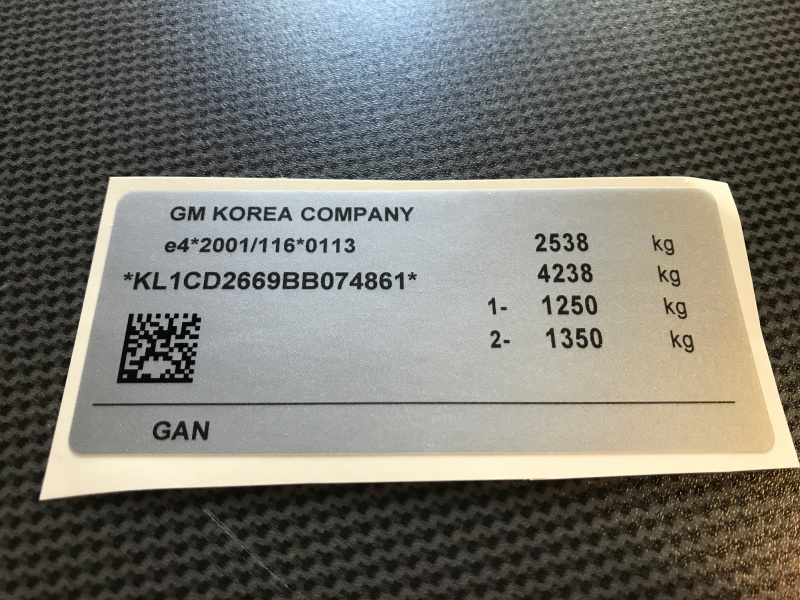 GM KOREA COMPANY
e4*2001/116*0113
*KL1CD2669BB074861*
2538 kg
4238 kg
1- 1250 kg
2- 1350 kg
GAN